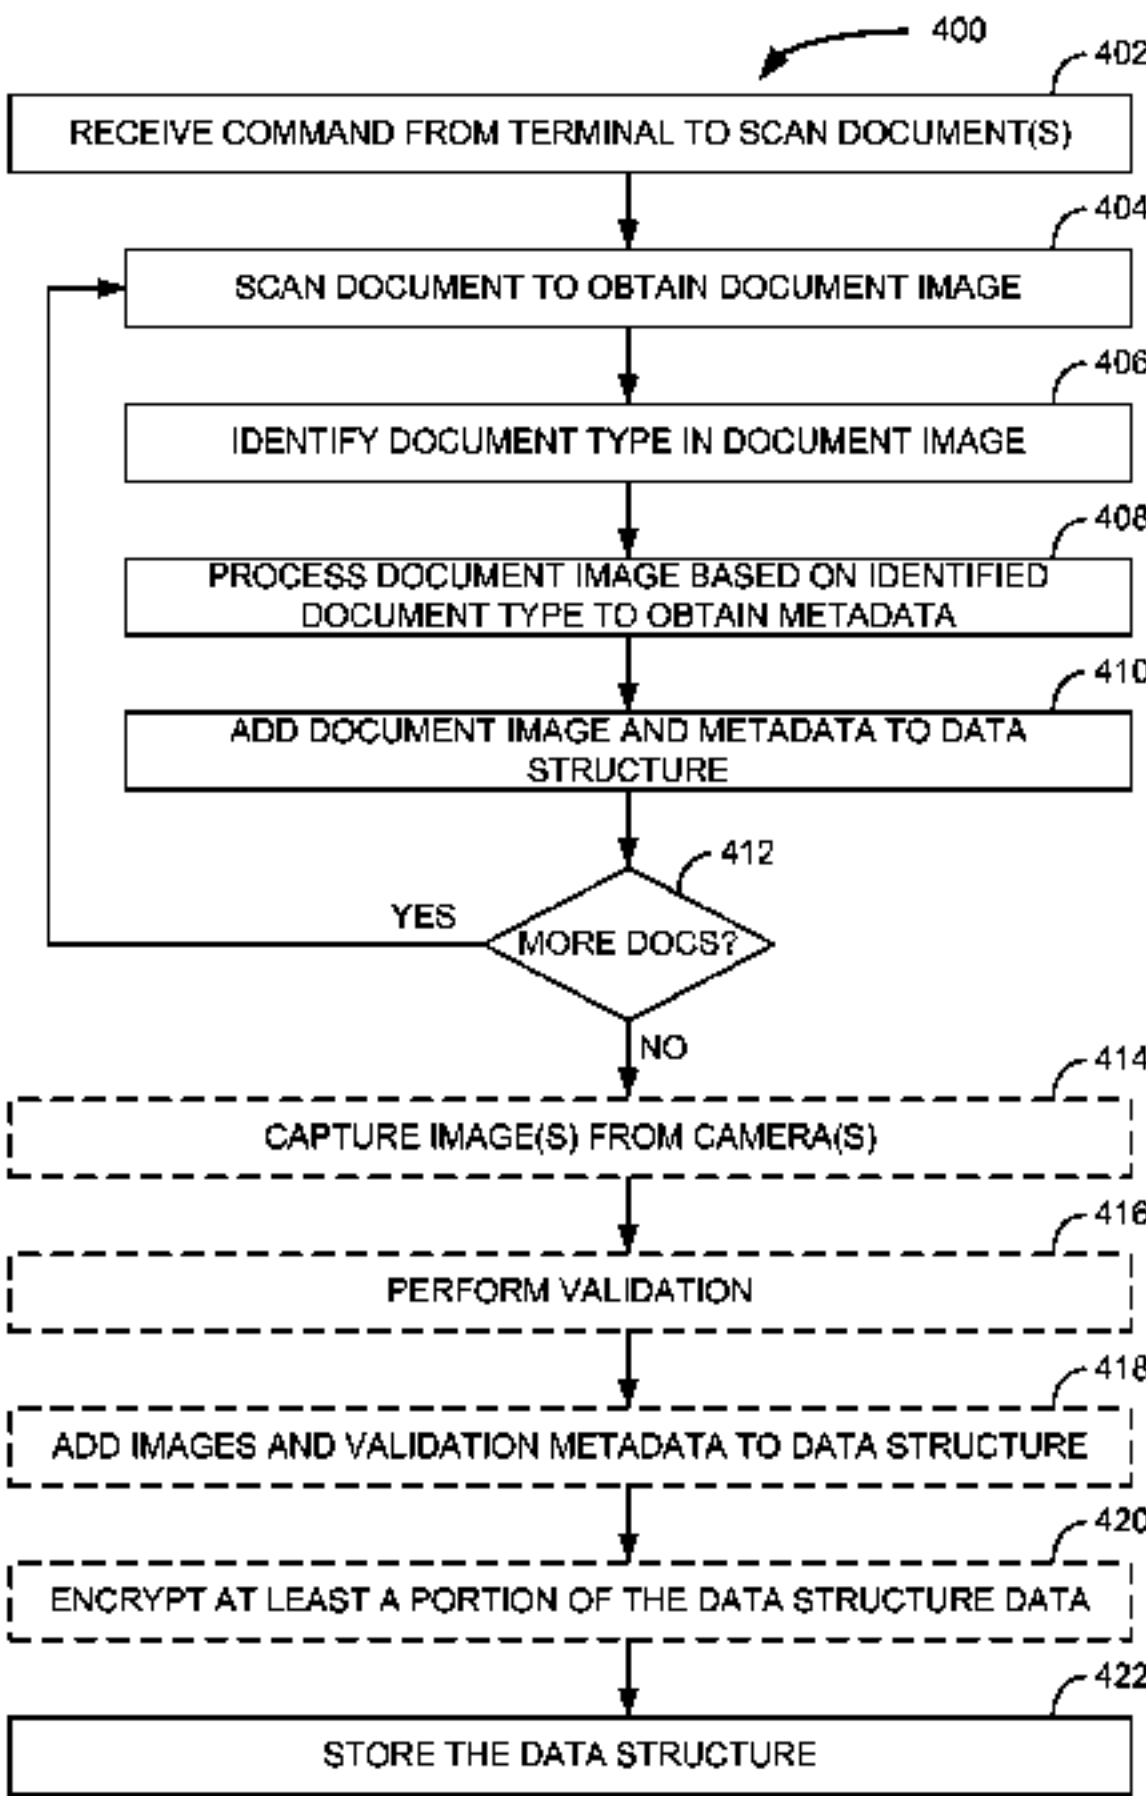 400
402
RECEIVE COMMAND FROM TERMINAL TO SCAN DOCUMENT(S)
404
SCAN DOCUMENT TO OBTAIN DOCUMENT IMAGE
406
IDENTIFY DOCUMENT TYPE IN DOCUMENT IMAGE
408
PROCESS DOCUMENT IMAGE BASED ON IDENTIFIED
DOCUMENT TYPE TO OBTAIN METADATA
410
ADD DOCUMENT IMAGE AND METADATA TO DATA
STRUCTURE
412
YES
MORE DOCS?
NO
414
CAPTURE IMAGE(S) FROM CAMERA(S)
416
PERFORM VALIDATION
418
ADD IMAGES AND VALIDATION METADATA TO DATA STRUCTURE
420
ENCRYPT AT LEAST A PORTION OF THE DATA STRUCTURE DATA
422
STORE THE DATA STRUCTURE